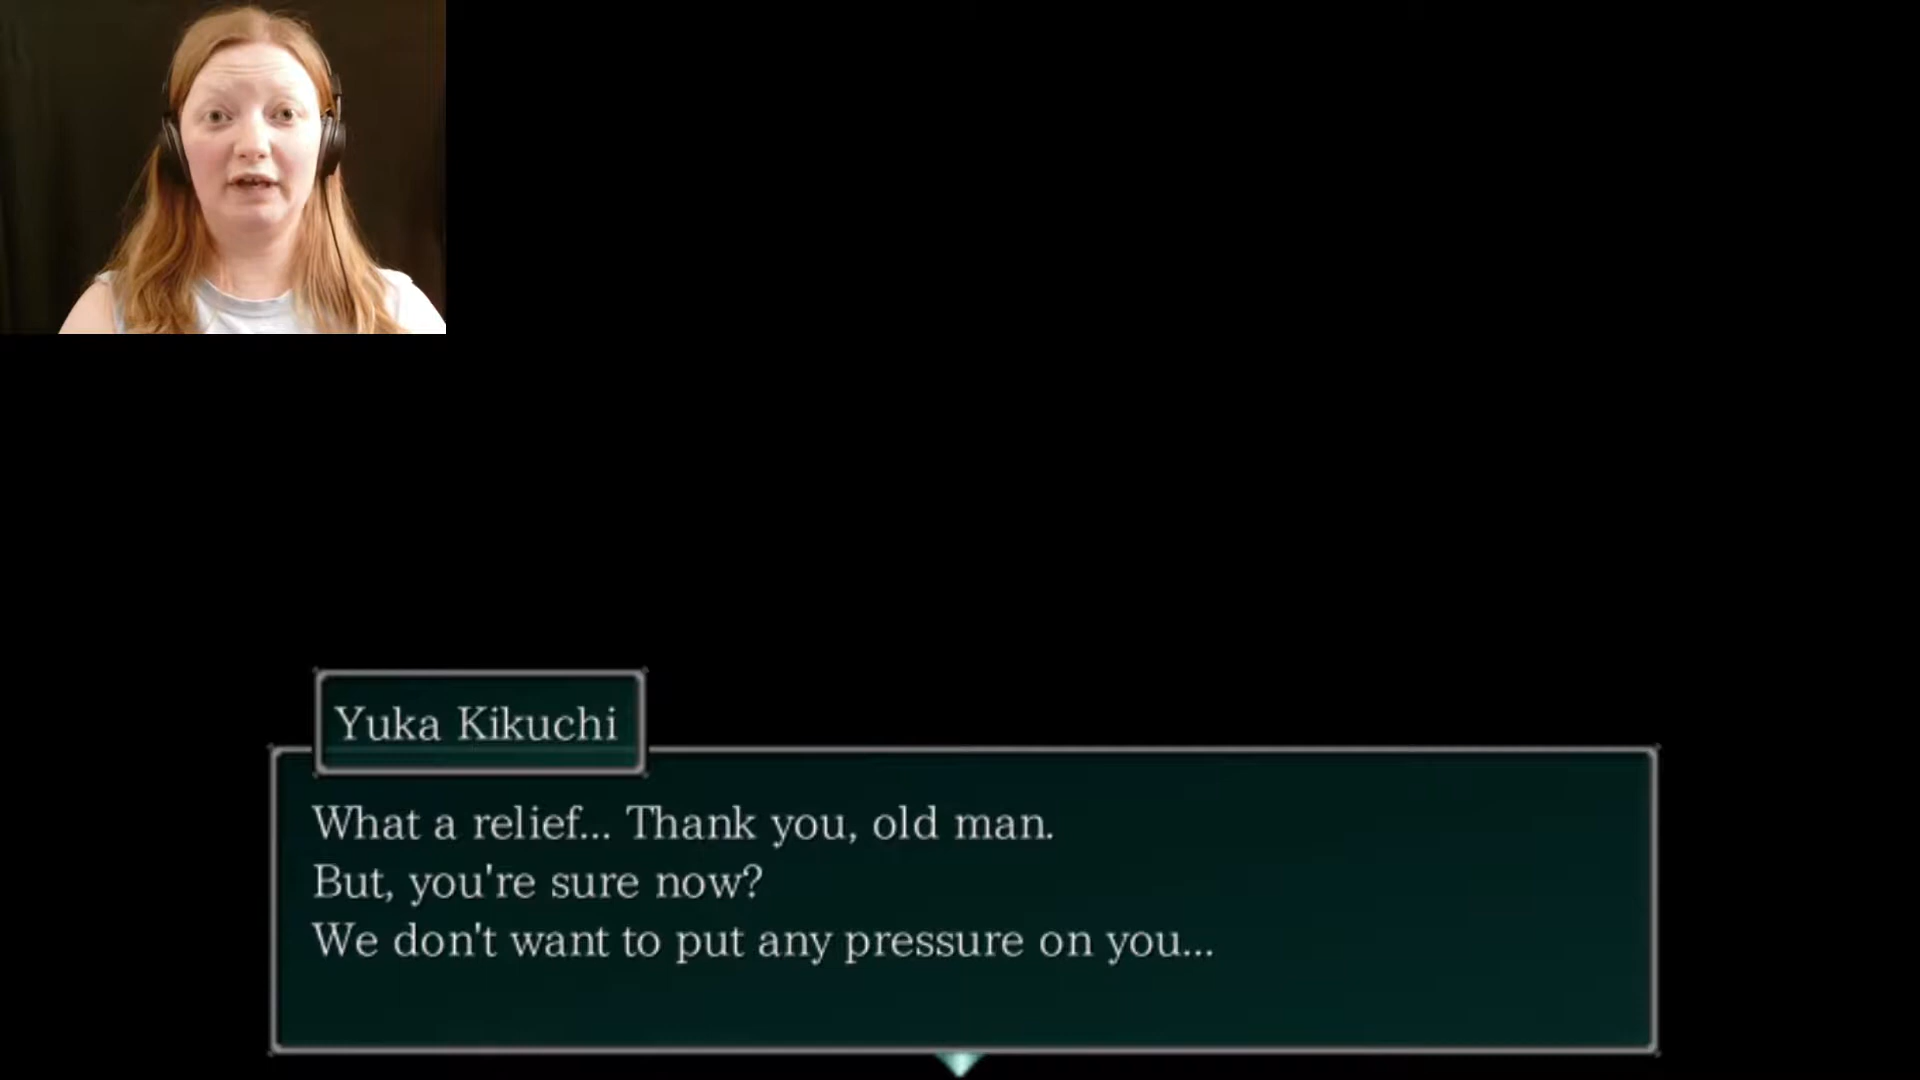 Yuka Kikuchi
What a relief... Thank you, old man.
But, you're sure now?
We don't want to put any pressure on you...